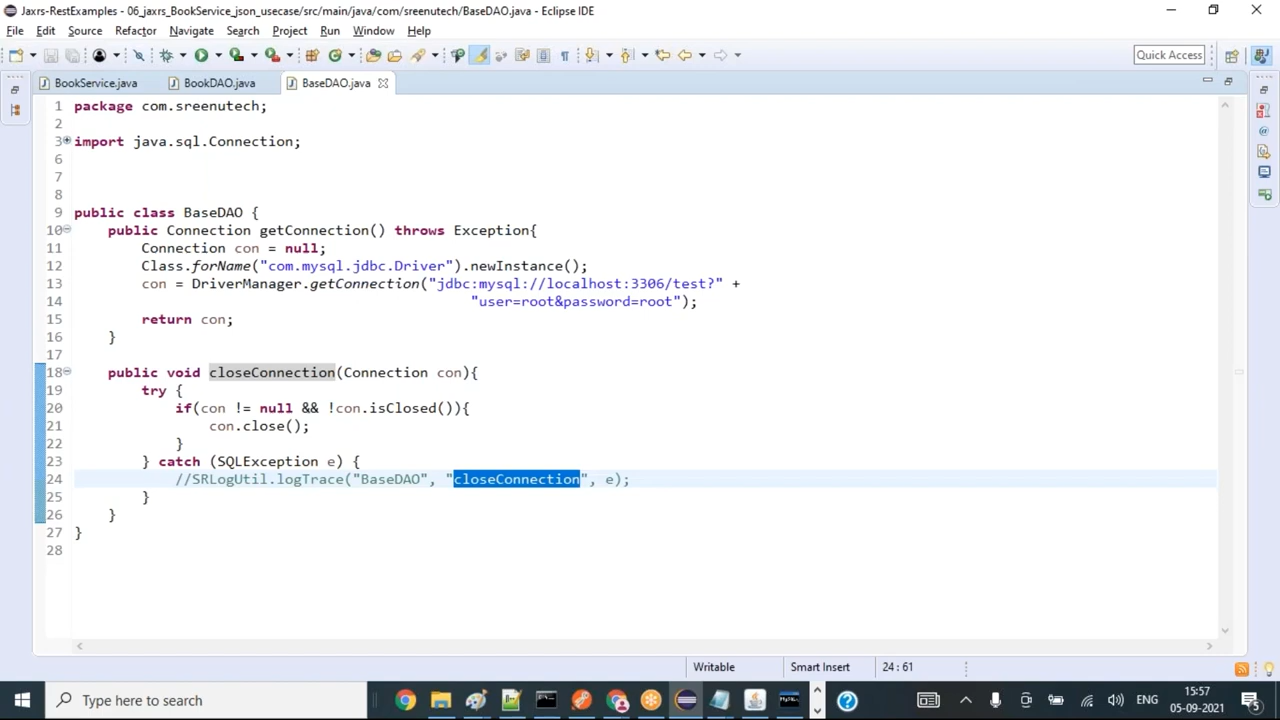 Jaxrs-RestExamples - 06_jaxrs_BookService_json_usecase/src/main/java/com/sreenutech/BaseDAO.java - Eclipse IDE
File Edit Source Refactor Navigate Search Project Run Window Help
Quick Access
BookService.java BookDAO.java BaseDAO.java
1 package com.sreenutech;
2
3 import java.sql.Connection;
6
7
8
9 public class BaseDAO {
10 public Connection getConnection() throws Exception{
11 Connection con = null;
12 Class.forName("com.mysql.jdbc.Driver").newInstance();
13 con = DriverManager.getConnection("jdbc:mysql://localhost:3306/test?" +
14 "user=root&password=root");
15 return con;
16 }
17
18 public void closeConnection(Connection con){
19 try {
20 if(con != null && !con.isClosed()){
21 con.close();
22 }
23 } catch (SQLException e) {
24 //SRLogUtil.logTrace("BaseDAO", "closeConnection", e);
25 }
26 }
27 }
28
Writable Smart Insert 24 : 61
Type here to search
ENG
15:57
05-09-2021
5